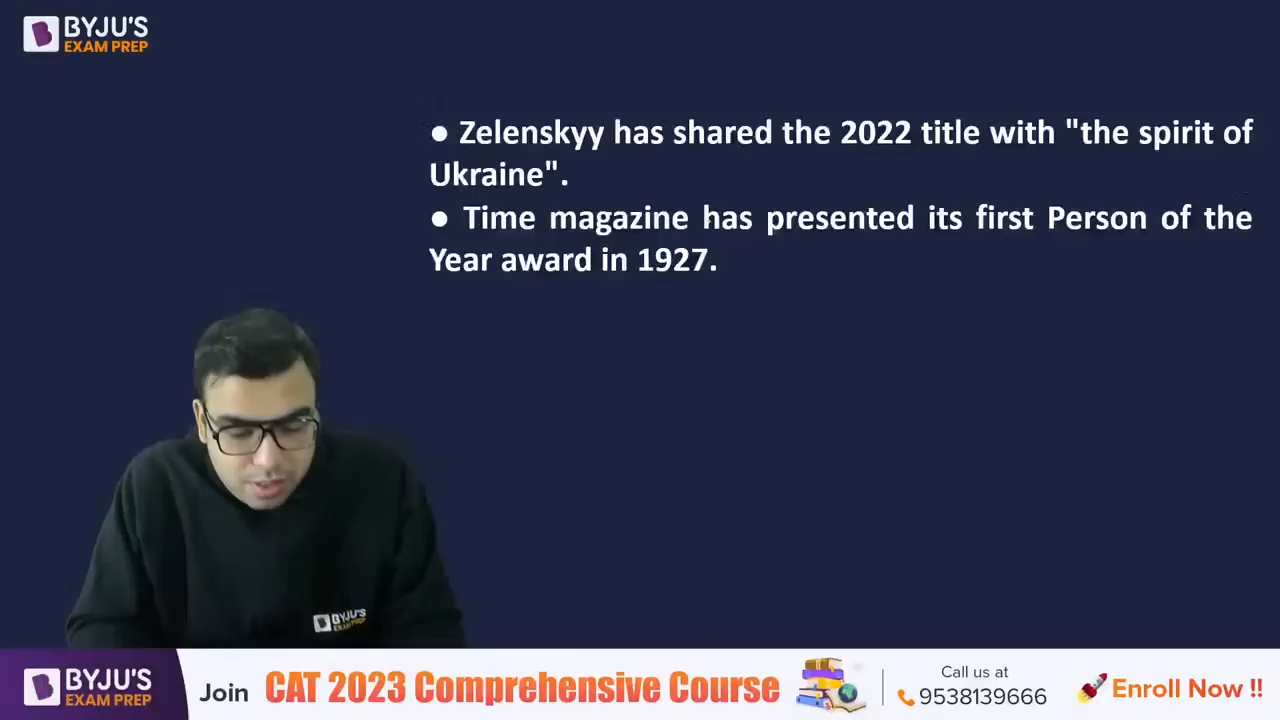 BYJU'S
EXAM PREP
● Zelenskyy has shared the 2022 title with "the spirit of
Ukraine".
● Time magazine has presented its first Person of the
Year award in 1927.
BYJU'S
EXAM PREP
BYJU'S
EXAM PREP
Join CAT 2023 Comprehensive Course
Call us at
9538139666
Enroll Now !!